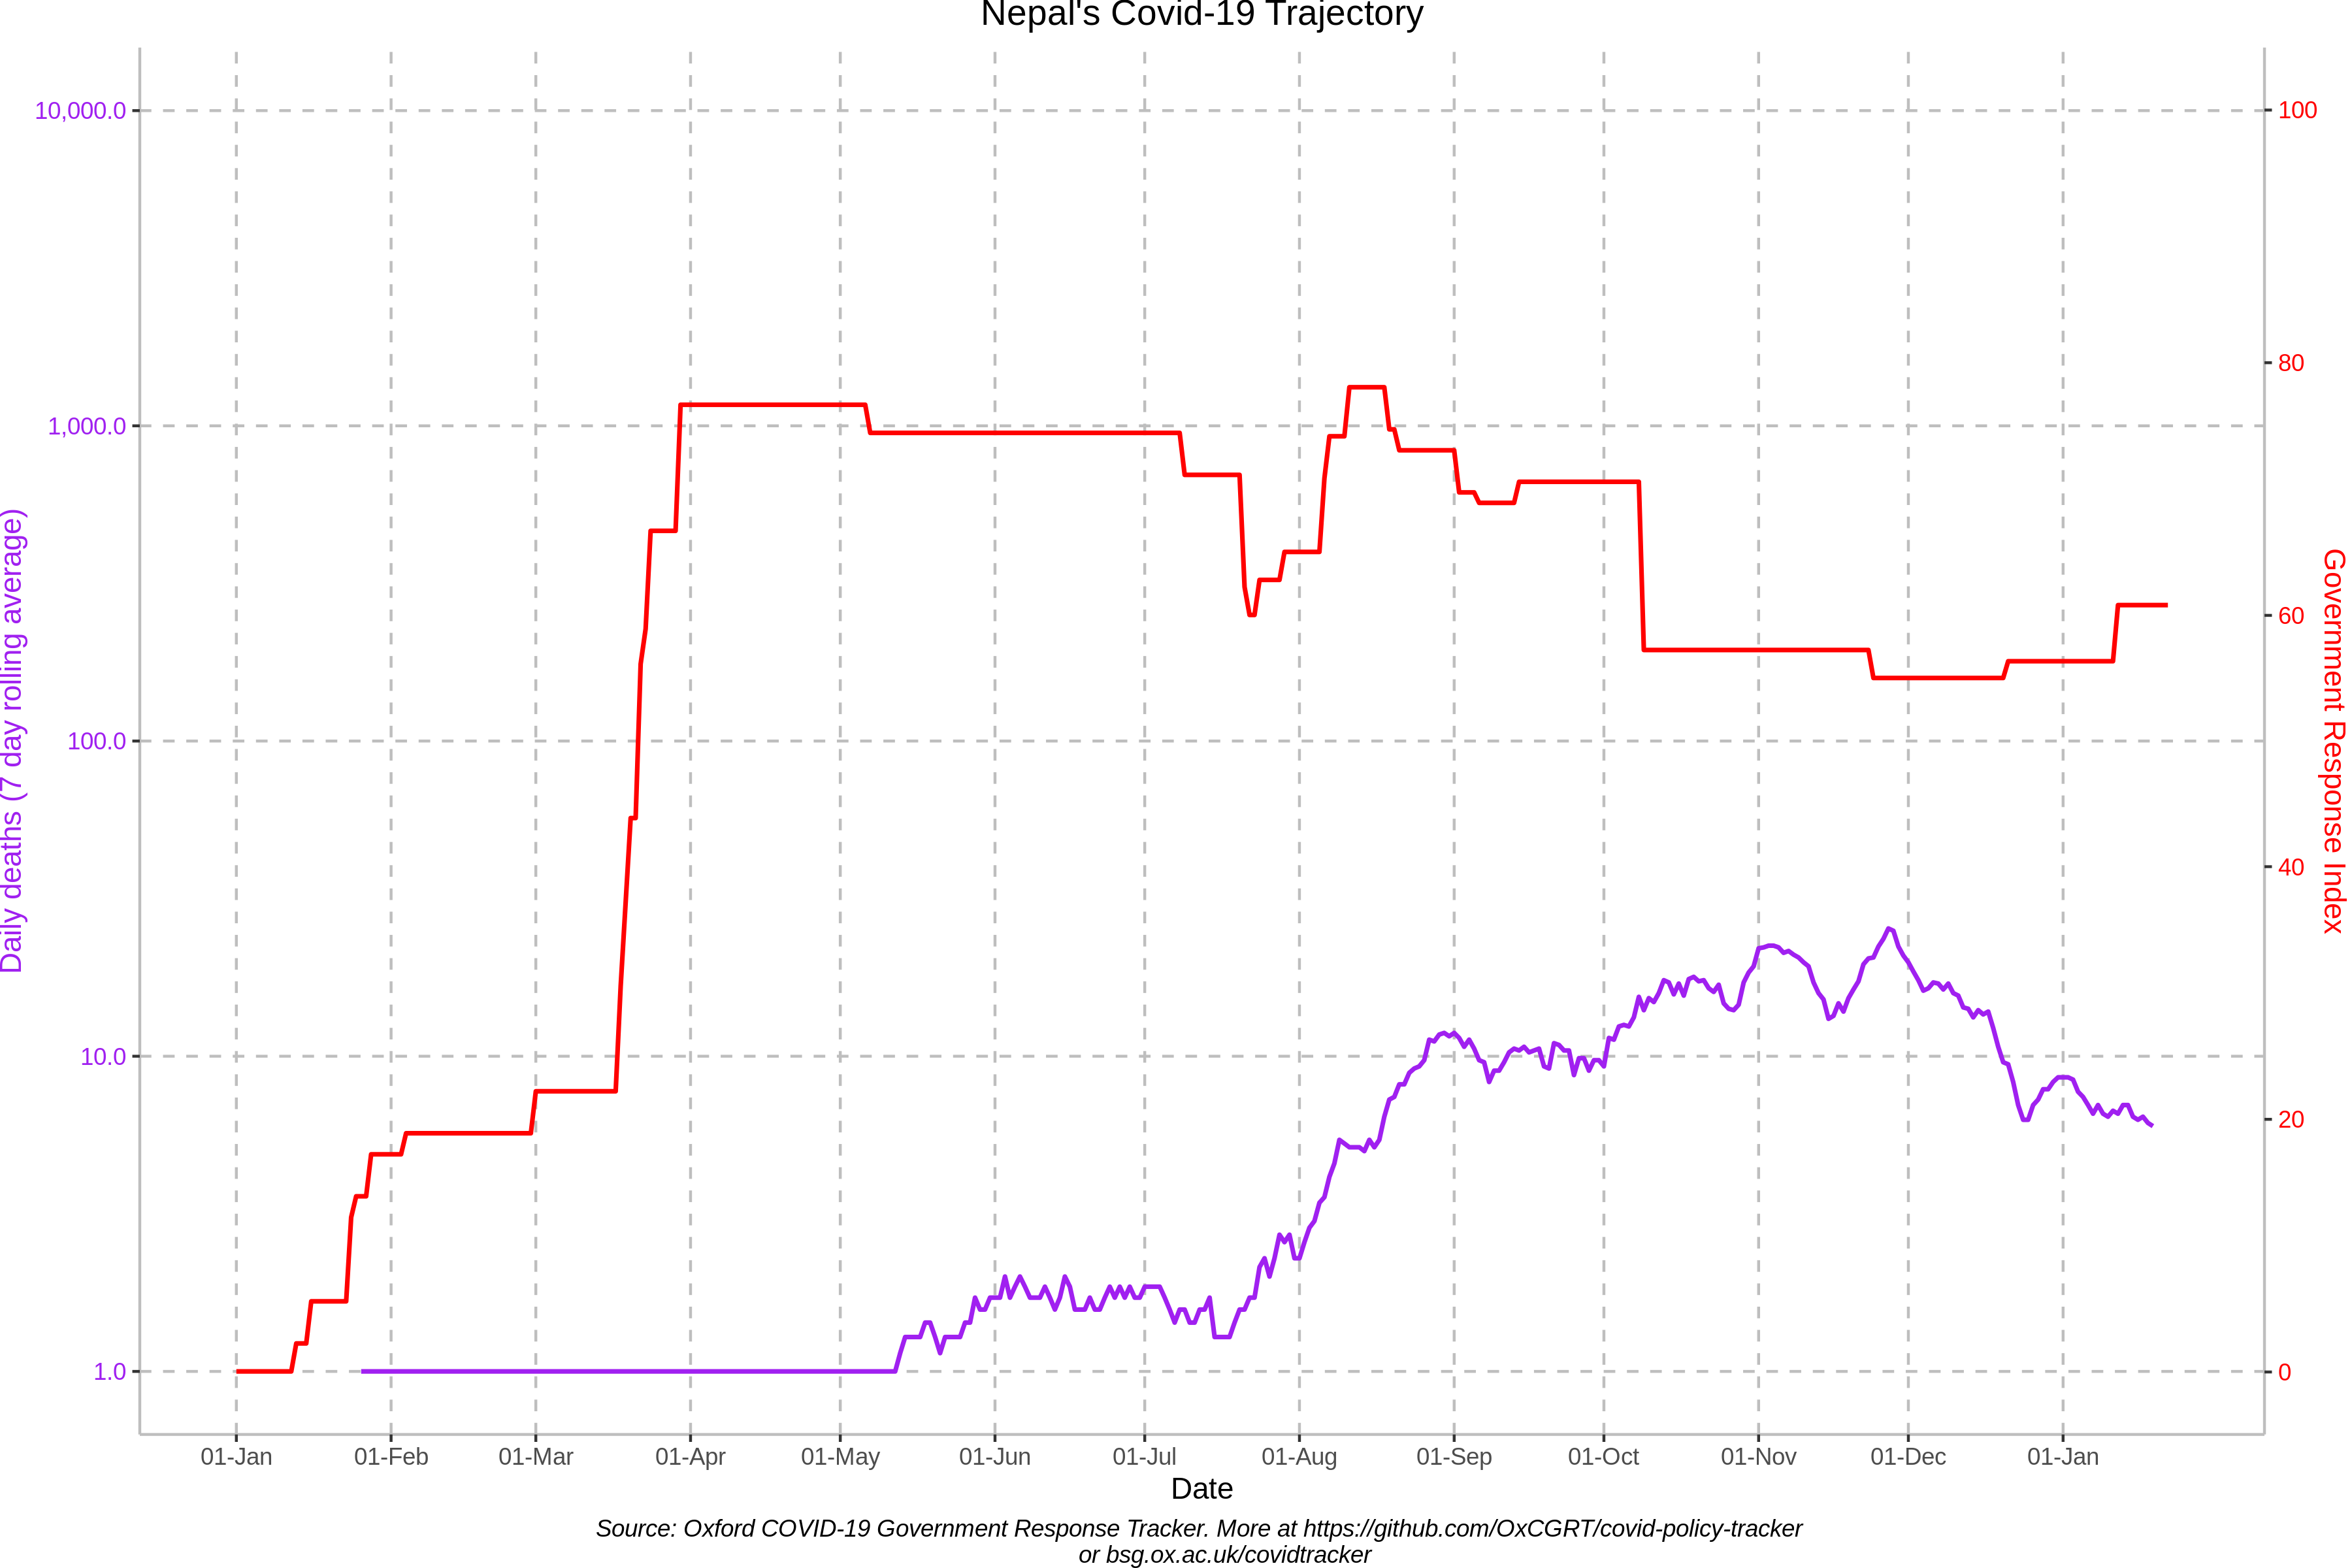 Nepal's Covid-19 Trajectory
10,000.0
1,000.0
100.0
10.0
1.0
Daily deaths (7 day rolling average)
100
80
60
40
20
0
Government Response Index
01-Jan
01-Feb
01-Mar
01-Apr
01-May
01-Jun
01-Jul
01-Aug
01-Sep
01-Oct
01-Nov
01-Dec
01-Jan
Date
Source: Oxford COVID-19 Government Response Tracker. More at https://github.com/OxCGRT/covid-policy-tracker
or bsg.ox.ac.uk/covidtracker